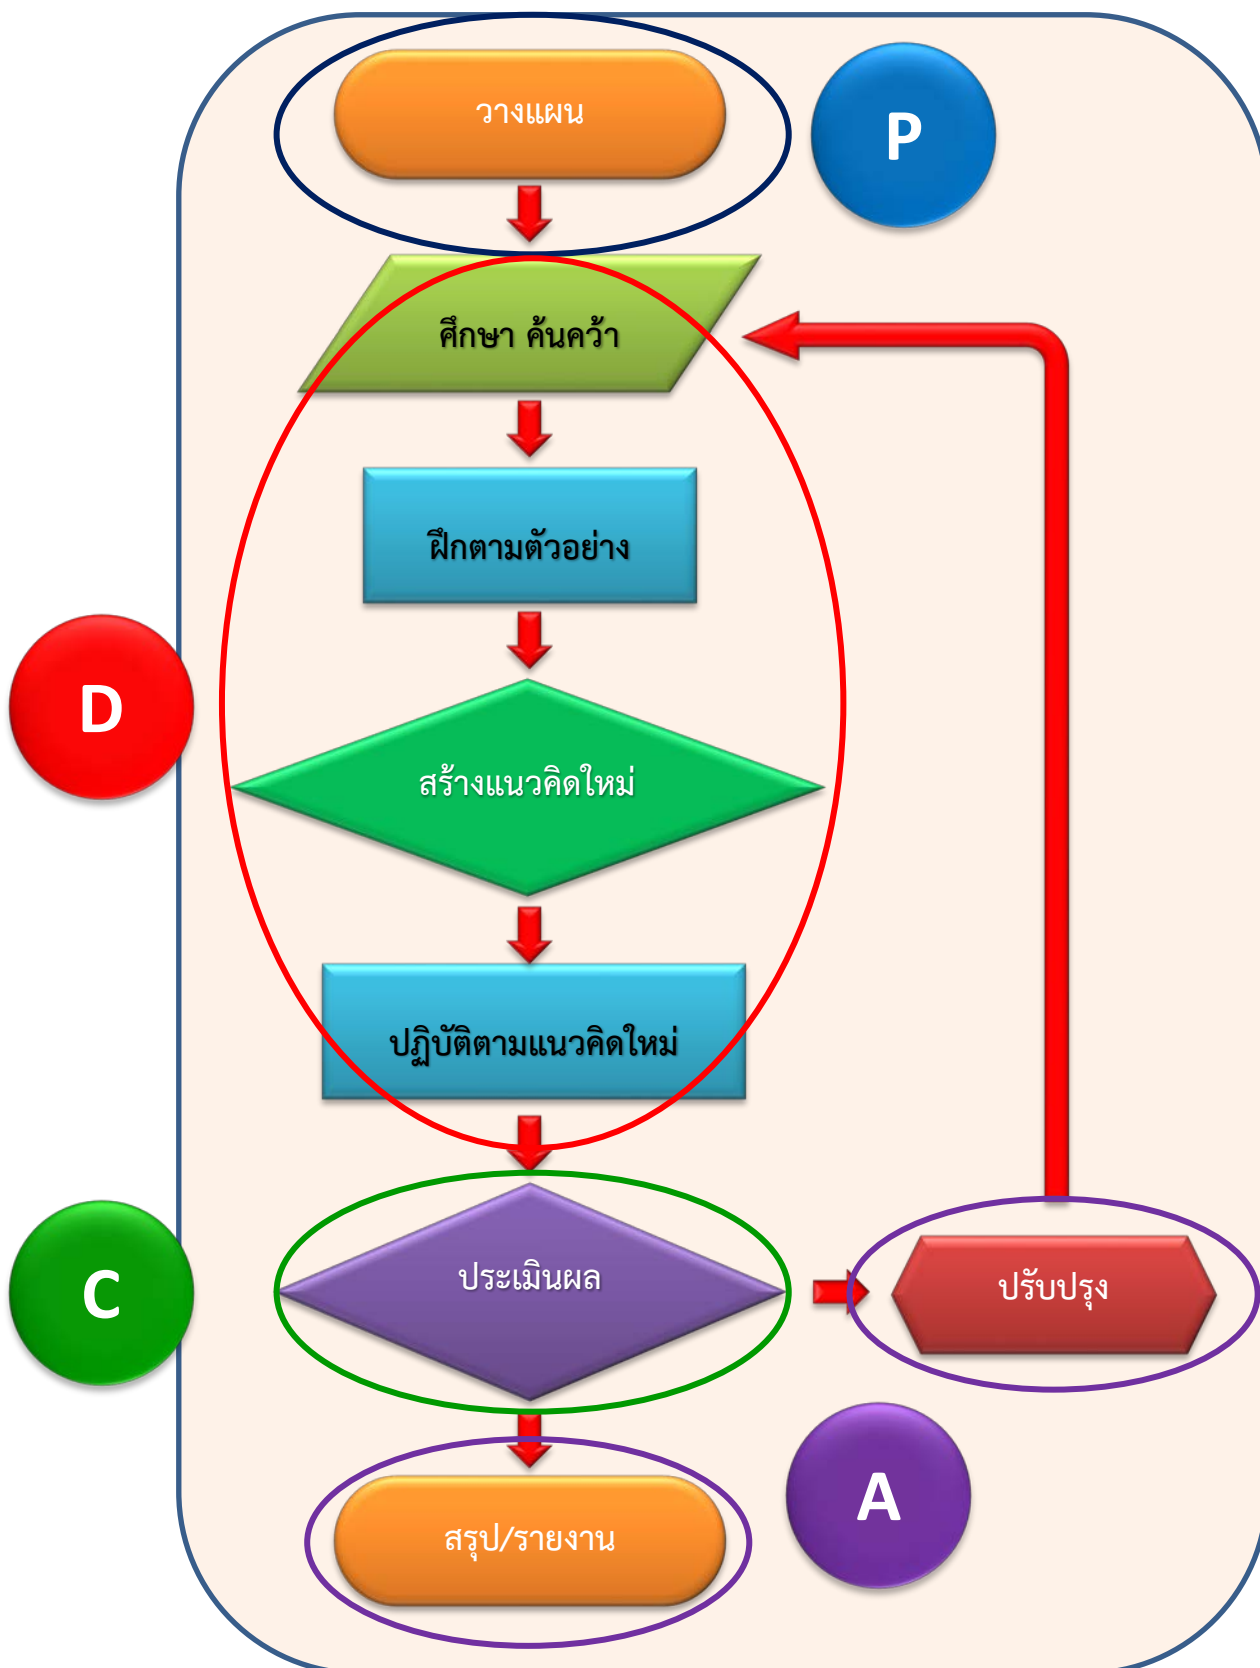 วางแผน
P
ศึกษา ค้นคว้า
ฝึกตามตัวอย่าง
D
สร้างแนวคิดใหม่
ปฏิบัติตามแนวคิดใหม่
C
ประเมินผล
ปรับปรุง
A
สรุป/รายงาน